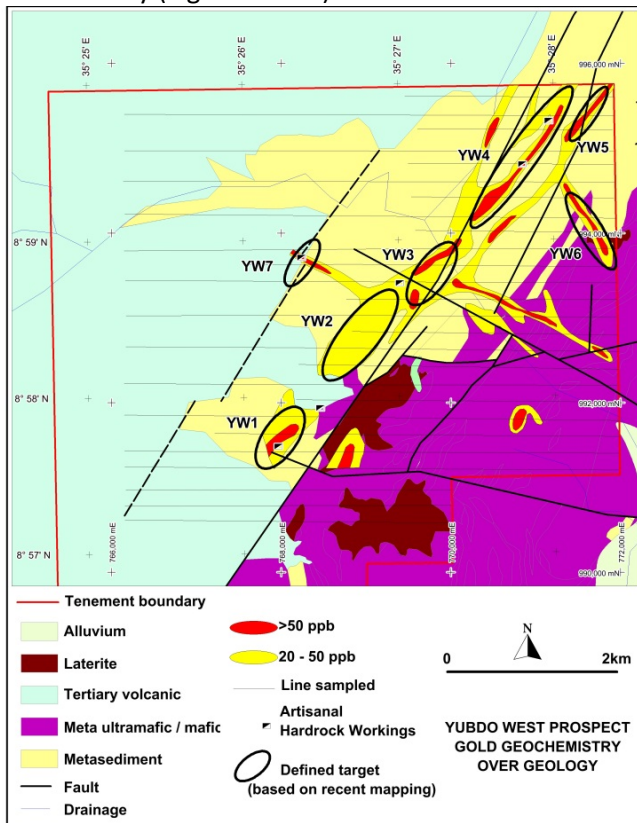 35° 25' E
35° 26' E
35° 27' E
35° 28' E
996,000 mN
YW4
YW5
8° 59' N
994,000 mN
YW7
YW3
YW6
YW2
8° 58' N
992,000 mN
YW1
8° 57' N
766,000 mE
768,000 mE
770,000 mE
772,000 mE
990,000 mN
Tenement boundary
Alluvium
Laterite
Tertiary volcanic
Meta ultramafic / mafic
Metasediment
Fault
Drainage
>50 ppb
20 - 50 ppb
Line sampled
Artisanal
Hardrock Workings
Defined target
(based on recent mapping)
N
0 2km
YUBDO WEST PROSPECT
GOLD GEOCHEMISTRY
OVER GEOLOGY